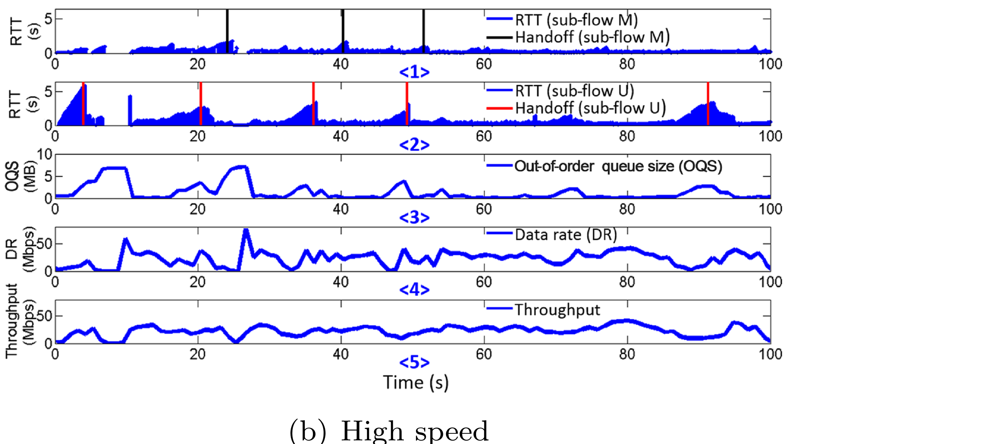 RTT (s)
5
0
RTT (sub-flow M)
Handoff (sub-flow M)
0 20 40 60 80 100
<1>
RTT (s)
5
0
RTT (sub-flow U)
Handoff (sub-flow U)
0 20 40 60 80 100
<2>
OQS (MB)
10
5
0
Out-of-order queue size (OQS)
0 20 40 60 80 100
<3>
DR (Mbps)
50
0
Data rate (DR)
0 20 40 60 80 100
<4>
Throughput (Mbps)
50
0
Throughput
0 20 40 60 80 100
<5>
Time (s)
(b) High speed